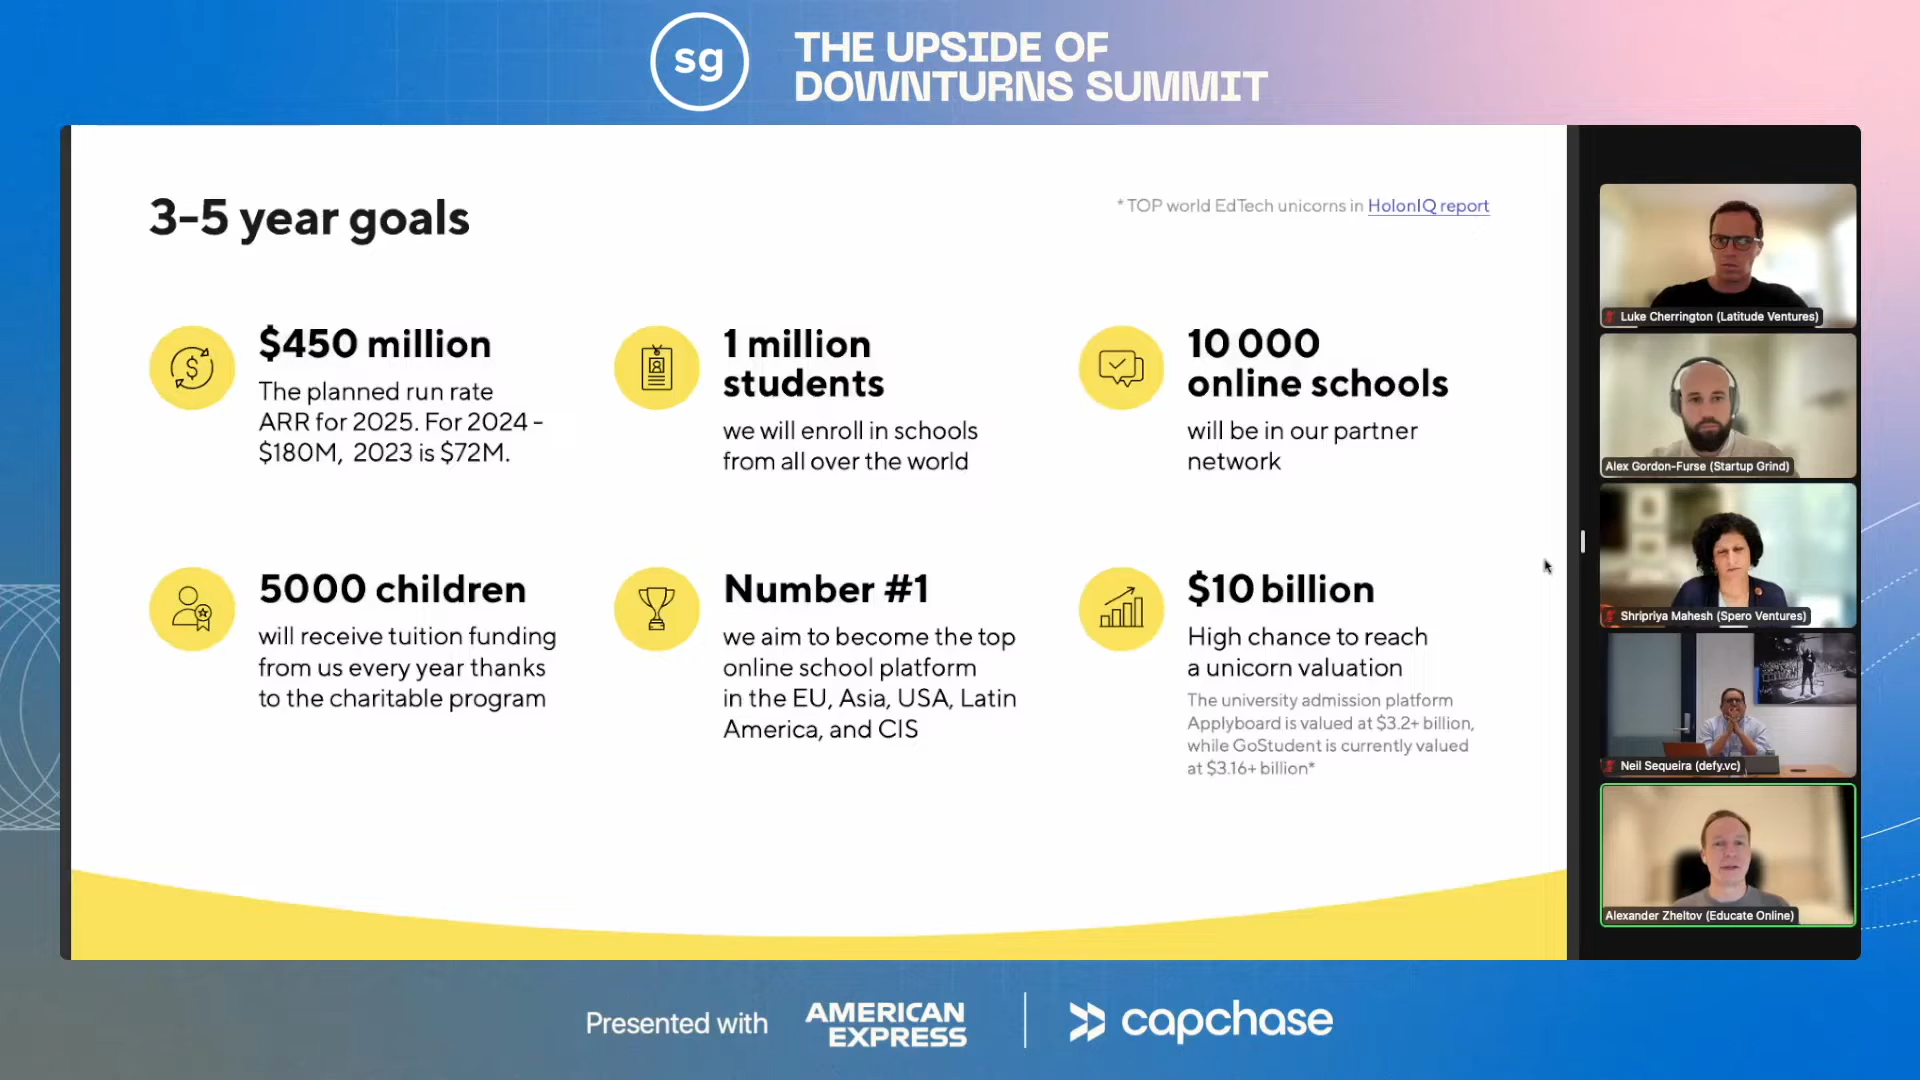 sg
THE UPSIDE OF
DOWNTURNS SUMMIT
3-5 year goals
* TOP world EdTech unicorns in HolonIQ report
$450 million
The planned run rate
ARR for 2025. For 2024 -
$180M, 2023 is $72M.
1 million
students
we will enroll in schools
from all over the world
10 000
online schools
will be in our partner
network
5000 children
will receive tuition funding
from us every year thanks
to the charitable program
Number #1
we aim to become the top
online school platform
in the EU, Asia, USA, Latin
America, and CIS
$10 billion
High chance to reach
a unicorn valuation
The university admission platform
Applyboard is valued at $3.2+ billion,
while GoStudent is currently valued
at $3.16+ billion*
Luke Cherrington (Latitude Ventures)
Alex Gordon-Furse (Startup Grind)
Shripriya Mahesh (Spero Ventures)
Neil Sequeira (defy.vc)
Alexander Zheltov (Educate Online)
Presented with
AMERICAN
EXPRESS
capchase